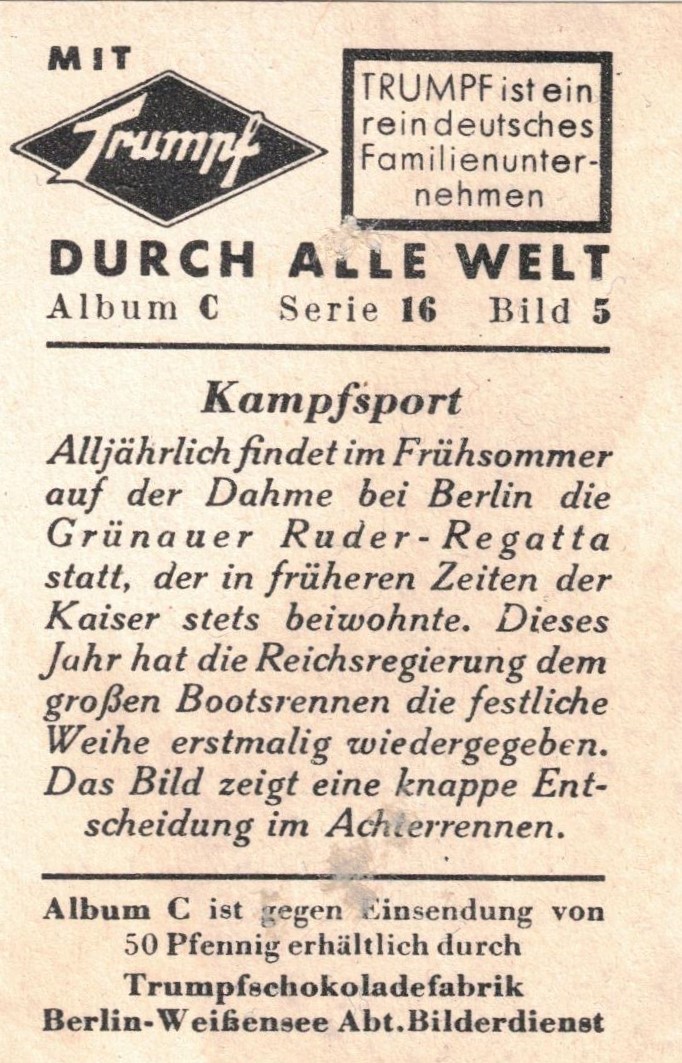 MIT
Trumpf
TRUMPF ist ein
rein deutsches
Familienunter-
nehmen
DURCH ALLE WELT
Album C Serie 16 Bild 5
Kampfsport
Alljährlich findet im Frühsommer
auf der Dahme bei Berlin die
Grünauer Ruder-Regatta
statt, der in früheren Zeiten der
Kaiser stets beiwohnte. Dieses
Jahr hat die Reichsregierung dem
großen Bootsrennen die festliche
Weihe erstmalig wiedergegeben.
Das Bild zeigt eine knappe Ent-
scheidung im Achterrennen.
Album C ist gegen Einsendung von
50 Pfennig erhältlich durch
Trumpfschokoladefabrik
Berlin-Weißensee Abt. Bilderdienst